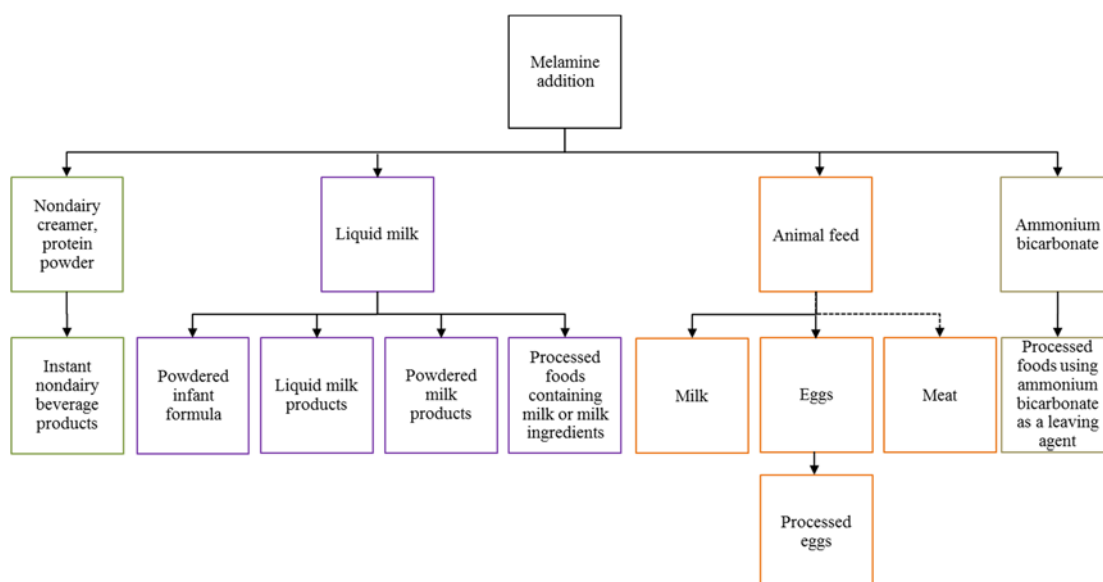 Melamine
addition
Nondairy
creamer,
protein
powder
Liquid milk
Animal feed
Ammonium
bicarbonate
Instant
nondairy
beverage
products
Powdered
infant
formula
Liquid milk
products
Powdered
milk
products
Processed
foods
containing
milk or milk
ingredients
Milk
Eggs
Meat
Processed
foods using
ammonium
bicarbonate
as a leaving
agent
Processed
eggs